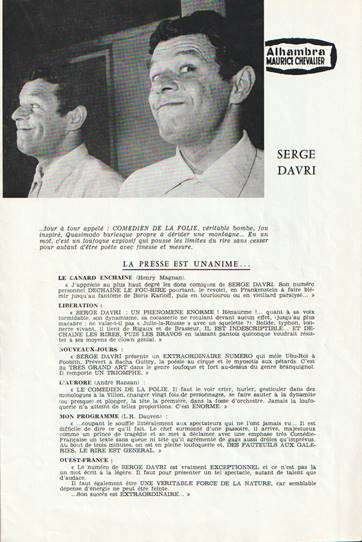 Alhambra
MAURICE CHEVALIER
SERGE
DAVRI
...tour à tour appelé : COMEDIEN DE LA FOLIE, véritable bombe, fou
inspiré, Quasimodo burlesque propre à dérider une montagne... En un
mot, c'est un loufoque explosif qui pousse les limites du rire sans cesser
pour autant d'être poète avec finesse et mesure.
LA PRESSE EST UNANIME...
LE CANARD ENCHAINE (Henry Magnan).
« J'apprécie au plus haut degré les dons comiques de SERGE DAVRI. Son numéro
personnel DECHAINE LE FOU-RIRE pourtant, le revoici, en Frankenstein à faire blê-
mir jusqu'au fantôme de Boris Karloff, puis en tourlourou ou en vieillard paralysé... »
LIBERATION :
« SERGE DAVRI : UN PHENOMENE ENORME ! Hénaurme !... quant à sa voix
tornidable, son dynamisme, sa cocasserie ne reculant devant aucun effet,
macabre : ne valse-t-il pas « Julie-la-Rousse » avec un squelette ?) Bolide, typhon, ton-
nerre vivant, il tient de Rigaux et de Brasseur. IL EST INDESCRIPTIBLE... ET DE-
CHAINE LES RIRES, PUIS LES BRAVOS en laissant pantois quiconque voudrait résis-
ter à ses moyens de clown génial. »
NOUVEAUX-JOURS :
« SERGE DAVRI présente un EXTRAORDINAIRE NUMERO qui mêle Ubu-Roi à
Poobith, Prévert à Sacha Guitry, la poésie au cirque et le myosotis aux pétards. C'est
du TRES GRAND ART dans le genre loufoque et fort au-dessus du genre branquignol.
Il remporte UN TRIOMPHE. »
L'AURORE (André Ransan) :
« LE COMEDIEN DE LA FOLIE. Il faut le voir crier, hurler, gesticuler dans des
monologues à la Villon, changer vingt fois de personnages, se faire sauter à la dynamite
(ou presque) et plonger, la tête la première, dans la fosse d'orchestre. Jamais la loufo-
querie n'a atteint de telles proportions. C'est ENORME. »
MON PROGRAMME (L.R. Dauven) :
« ...coupant le souffle littéralement aux spectateurs qui ne l'ont jamais vu... Il est
difficile de dire ce qu'il fait. Le chef surmonté d'une passoire, il arrive, majestueux
comme un prince de tragédie et se met à déclamer avec une emphase très Comédie-
Française un texte sans queue ni tête qu'il agrémente de gags aussi drôles qu'imprévus.
Au bout de trois minutes, on est en pleine loufoquerie et, DES FAUTEUILS AUX GALE-
RIES, LE RIRE EST GENERAL. »
OUEST-FRANCE :
« Le numéro de SERGE DAVRI est vraiment EXCEPTIONNEL et ce n'est pas là
un mot écrit à la légère. Il faut pour présenter un tel spectacle, autant de talent que
d'audace.
Il faut également être UNE VERITABLE FORCE DE LA NATURE, car semblable
dépense d'énergie ne peut être feinte.
...Bon succès est EXTRAORDINAIRE... »